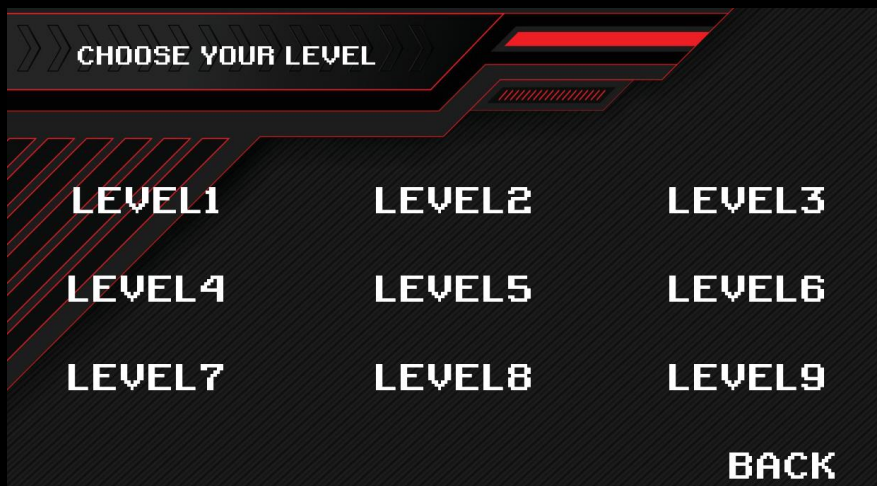 CHOOSE YOUR LEVEL
LEVEL1 LEVEL2 LEVEL3
LEVEL4 LEVEL5 LEVEL6
LEVEL7 LEVEL8 LEVEL9
BACK